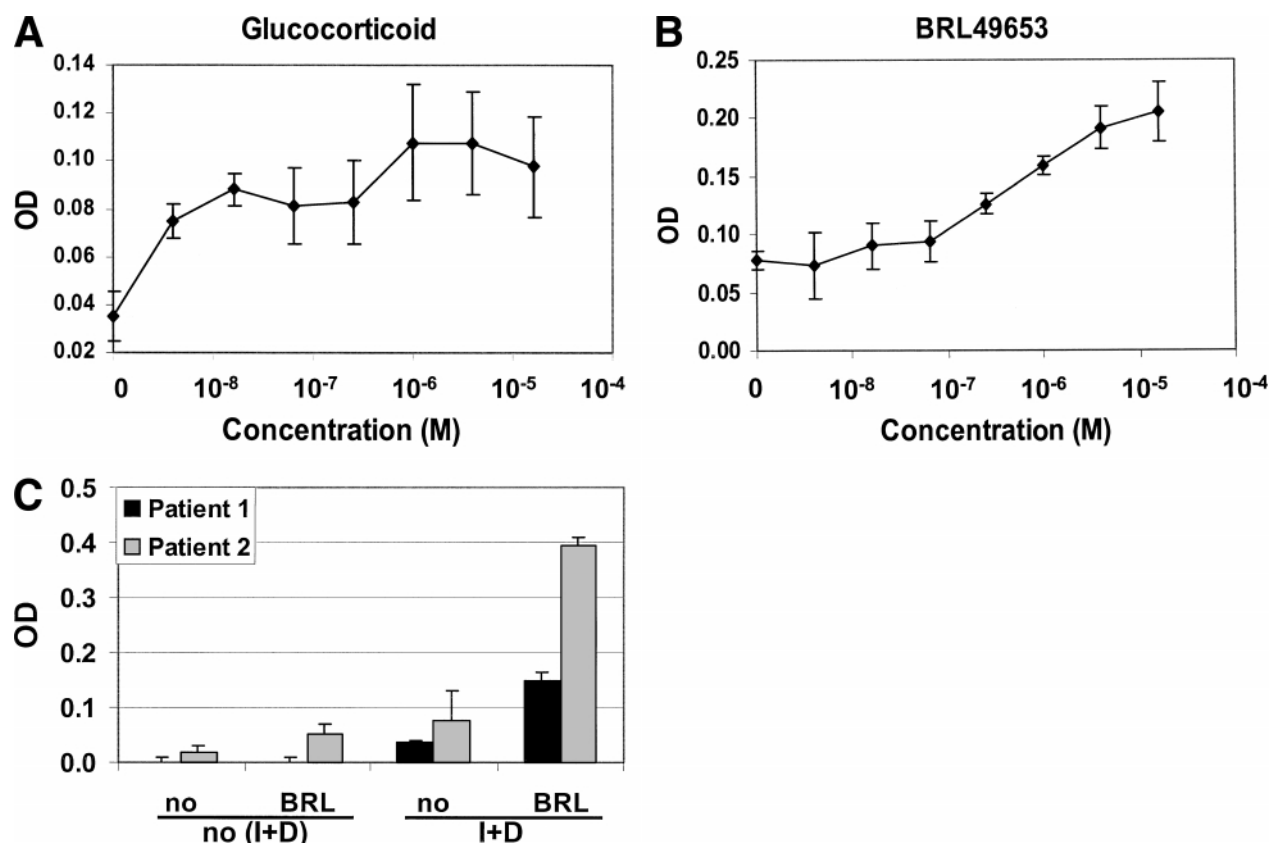 A
Glucocorticoid
0.14
0.12
0.10
0.08
0.06
0.04
0.02
OD
0 10⁻⁸ 10⁻⁷ 10⁻⁶ 10⁻⁵ 10⁻⁴
Concentration (M)
B
BRL49653
0.25
0.20
0.15
0.10
0.05
0.00
OD
0 10⁻⁸ 10⁻⁷ 10⁻⁶ 10⁻⁵ 10⁻⁴
Concentration (M)
C
Patient 1
Patient 2
0.5
0.4
0.3
0.2
0.1
0.0
OD
no BRL no BRL
no (I+D) I+D